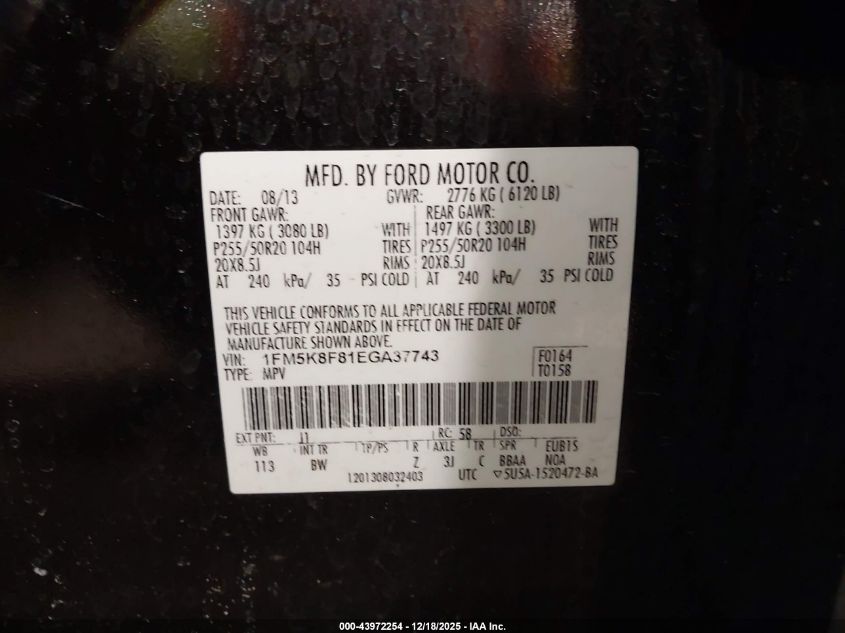 MFD. BY FORD MOTOR CO.
DATE: 08/13 GVWR: 2776 KG ( 6120 LB)
FRONT GAWR: REAR GAWR:
1397 KG ( 3080 LB) WITH 1497 KG ( 3300 LB) WITH
P255/50R20 104H TIRES P255/50R20 104H TIRES
20X8.5J RIMS 20X8.5J RIMS
AT 240 kPa/ 35 PSI COLD AT 240 kPa/ 35 PSI COLD
THIS VEHICLE CONFORMS TO ALL APPLICABLE FEDERAL MOTOR
VEHICLE SAFETY STANDARDS IN EFFECT ON THE DATE OF
MANUFACTURE SHOWN ABOVE.
VIN: 1FM5K8F81EGA37743 F0164
TYPE: MPV T0158
EXT PNT: J1 RC: 58 DSO:
WB INT TR TP/PS R AXLE TR SPR EUB1S
113 BW Z 3J C BBAA NOA
1201308032403 UTC ▽5U5A-1520472-BA
000-43972254 - 12/18/2025 - IAA Inc.